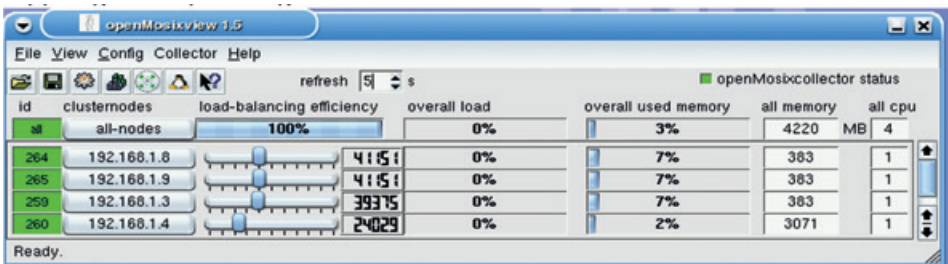 openMosixview 1.5
File View Config Collector Help
refresh 5 s openMosixcollector status
id clusternodes load-balancing efficiency overall load overall used memory all memory all cpu
all all-nodes 100% 0% 3% 4220 MB 4
264 192.168.1.8 41151 0% 7% 383 1
265 192.168.1.9 41151 0% 7% 383 1
259 192.168.1.3 39375 0% 7% 383 1
260 192.168.1.4 24029 0% 2% 3071 1
Ready.